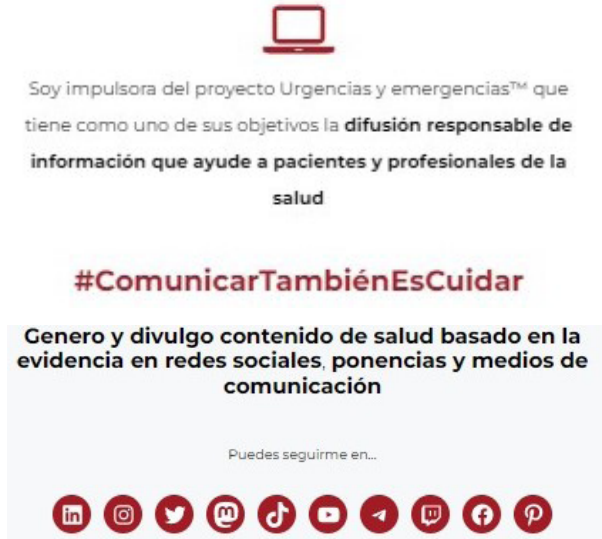 Soy impulsora del proyecto Urgencias y emergencias™ que
tiene como uno de sus objetivos la difusión responsable de
información que ayude a pacientes y profesionales de la
salud
#ComunicarTambiénEsCuidar
Genero y divulgo contenido de salud basado en la
evidencia en redes sociales, ponencias y medios de
comunicación
Puedes seguirme en...